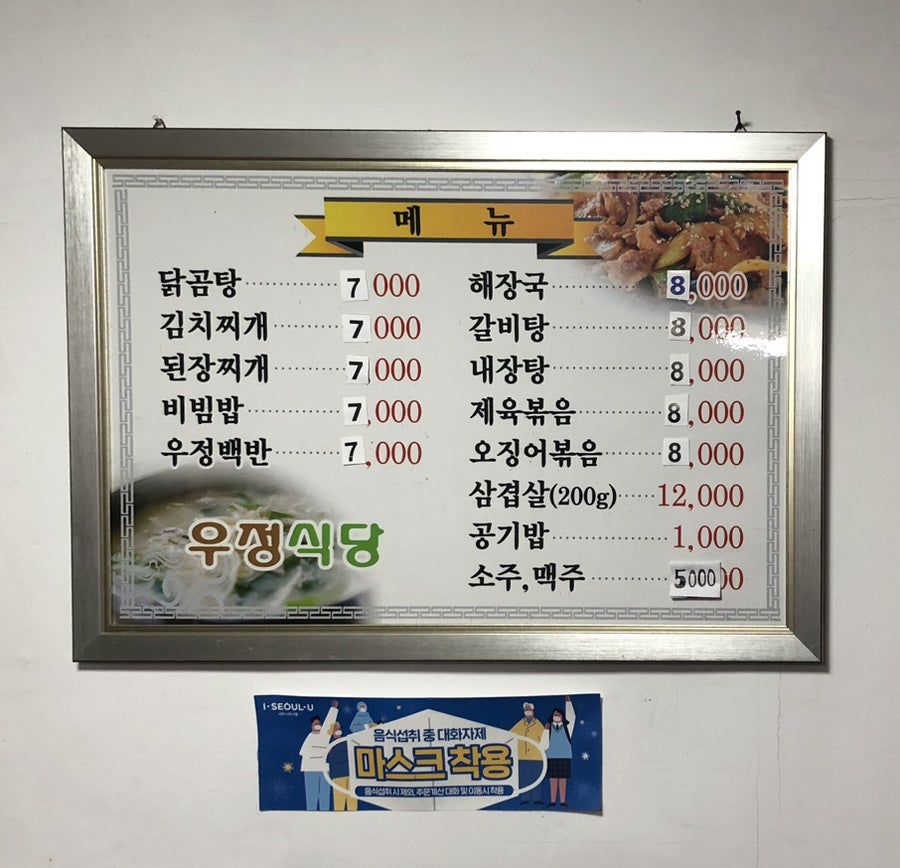 메 뉴
닭곰탕 7,000
김치찌개 7,000
된장찌개 7,000
비빔밥 7,000
우정백반 7,000
해장국 8,000
갈비탕 8,000
내장탕 8,000
제육볶음 8,000
오징어볶음 8,000
삼겹살(200g) 12,000
공기밥 1,000
소주,맥주 5000
우정식당
I·SEOUL·U
음식섭취 중 대화자제
마스크 착용
음식섭취 시 제외, 주문계산 대화 및 이동시 착용